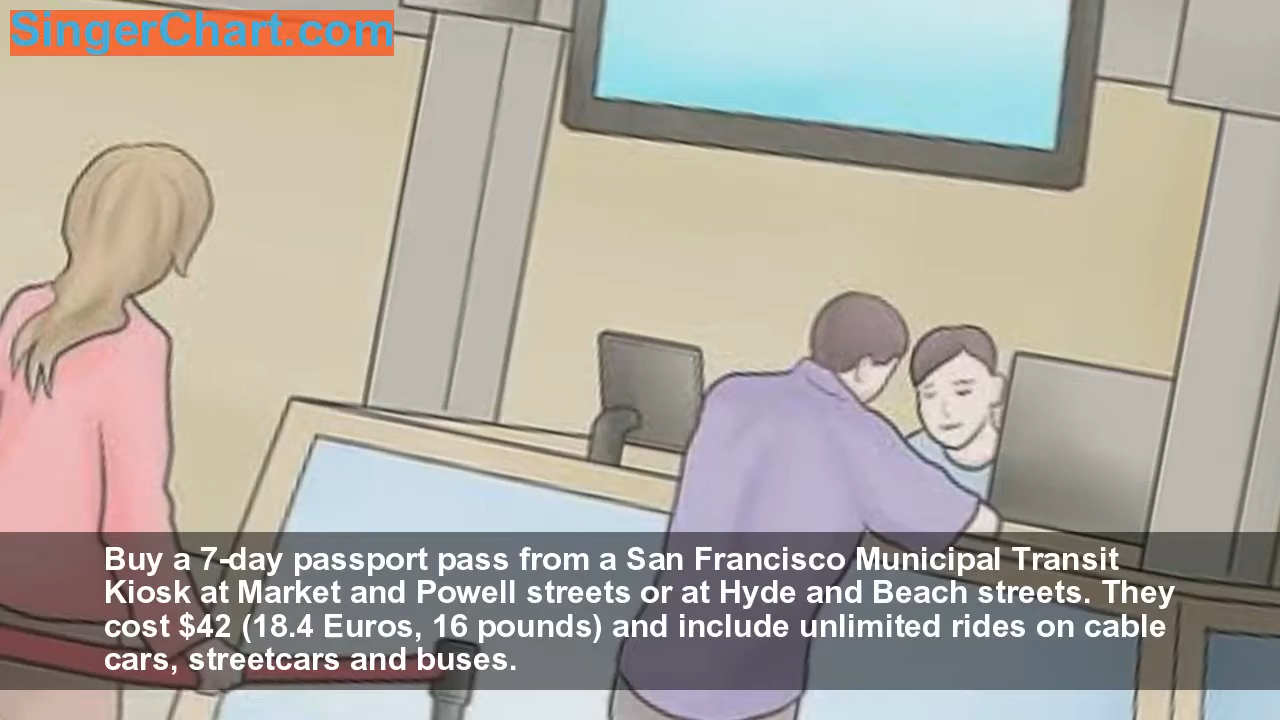 SingerChart.com
Buy a 7-day passport pass from a San Francisco Municipal Transit
Kiosk at Market and Powell streets or at Hyde and Beach streets. They
cost $42 (18.4 Euros, 16 pounds) and include unlimited rides on cable
cars, streetcars and buses.